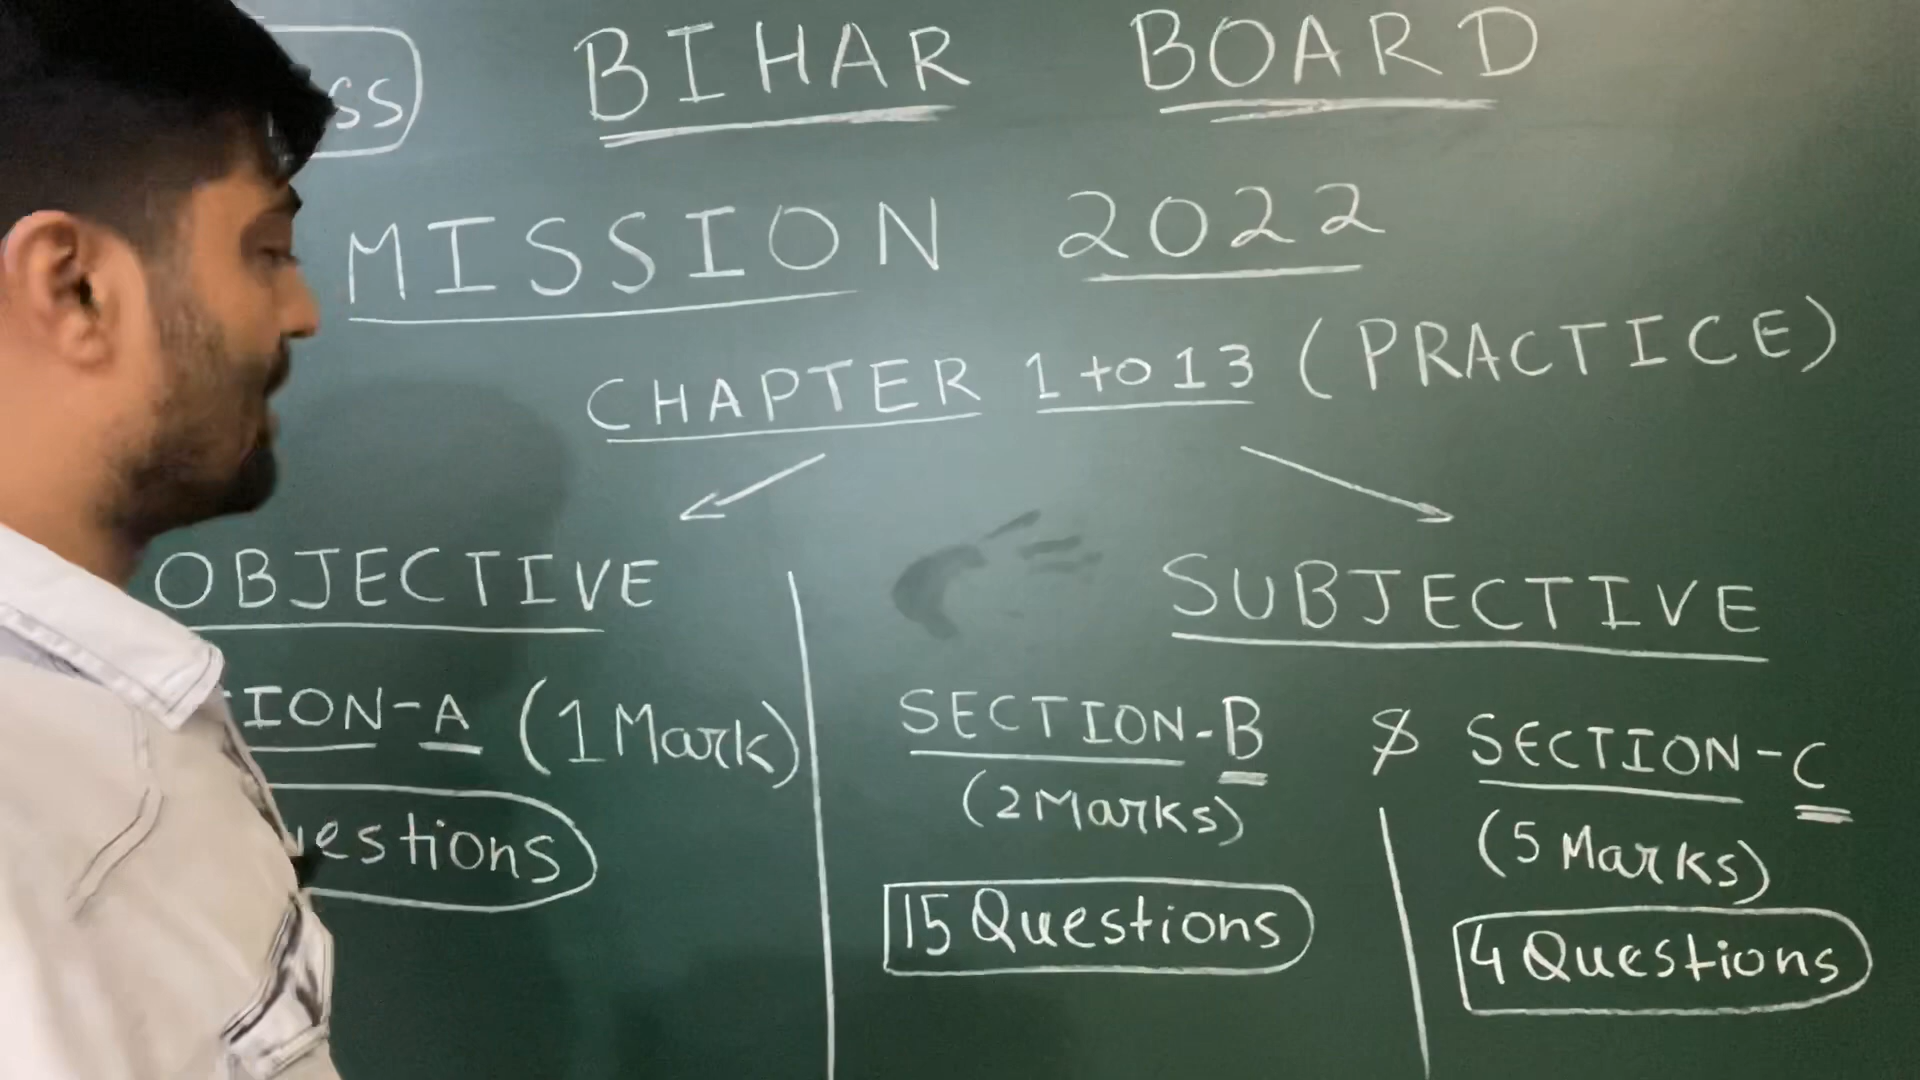 BIHAR BOARD
MISSION 2022
CHAPTER 1 to 13 (PRACTICE)
OBJECTIVE
SUBJECTIVE
-A (1 Mark)
SECTION-B
(2 Marks)
15 Questions
& SECTION-C
(5 Marks)
4 Questions